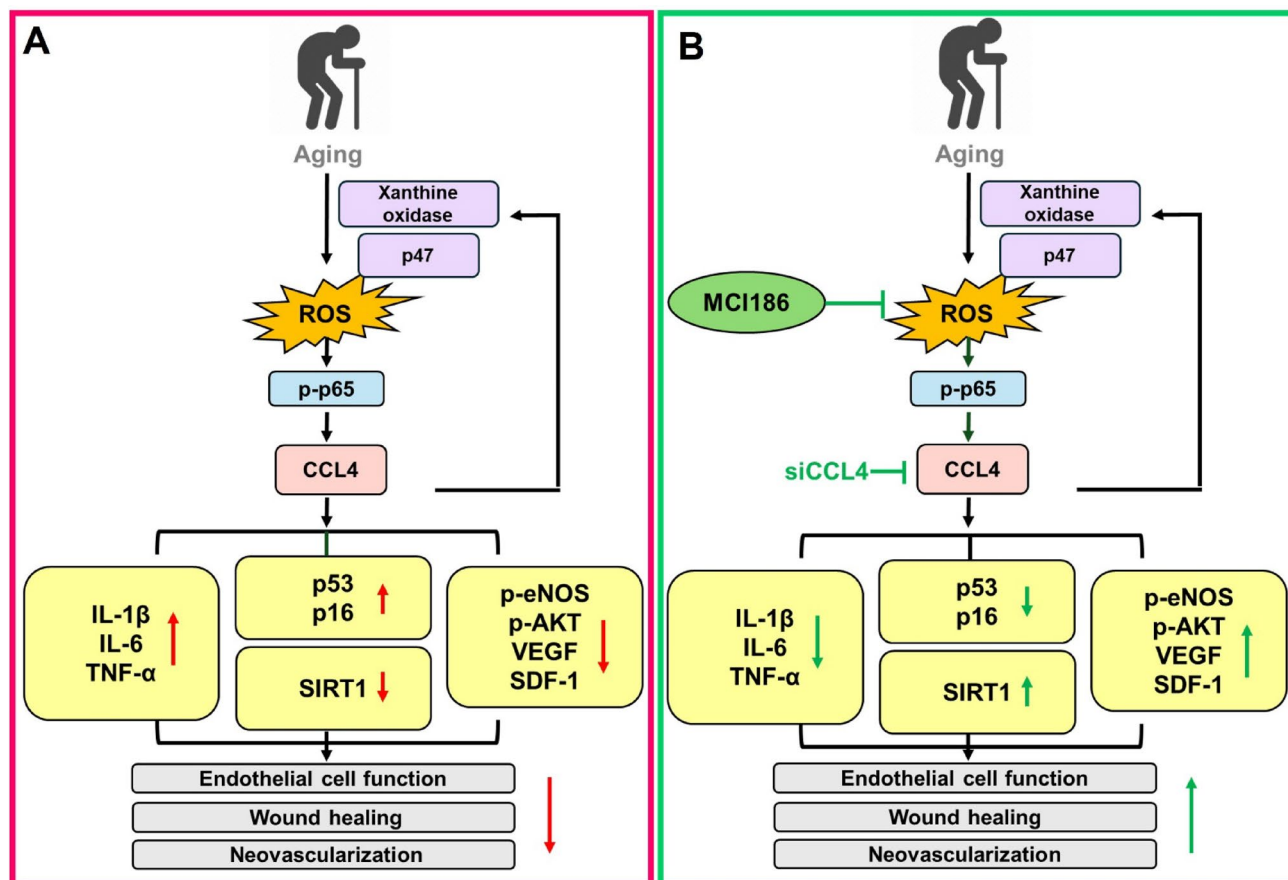 A
Aging
Xanthine
oxidase
p47
ROS
p-p65
CCL4
IL-1β
IL-6
TNF-α
p53
p16
SIRT1
p-eNOS
p-AKT
VEGF
SDF-1
Endothelial cell function
Wound healing
Neovascularization
B
Aging
Xanthine
oxidase
p47
MCI186
ROS
p-p65
siCCL4
CCL4
IL-1β
IL-6
TNF-α
p53
p16
SIRT1
p-eNOS
p-AKT
VEGF
SDF-1
Endothelial cell function
Wound healing
Neovascularization